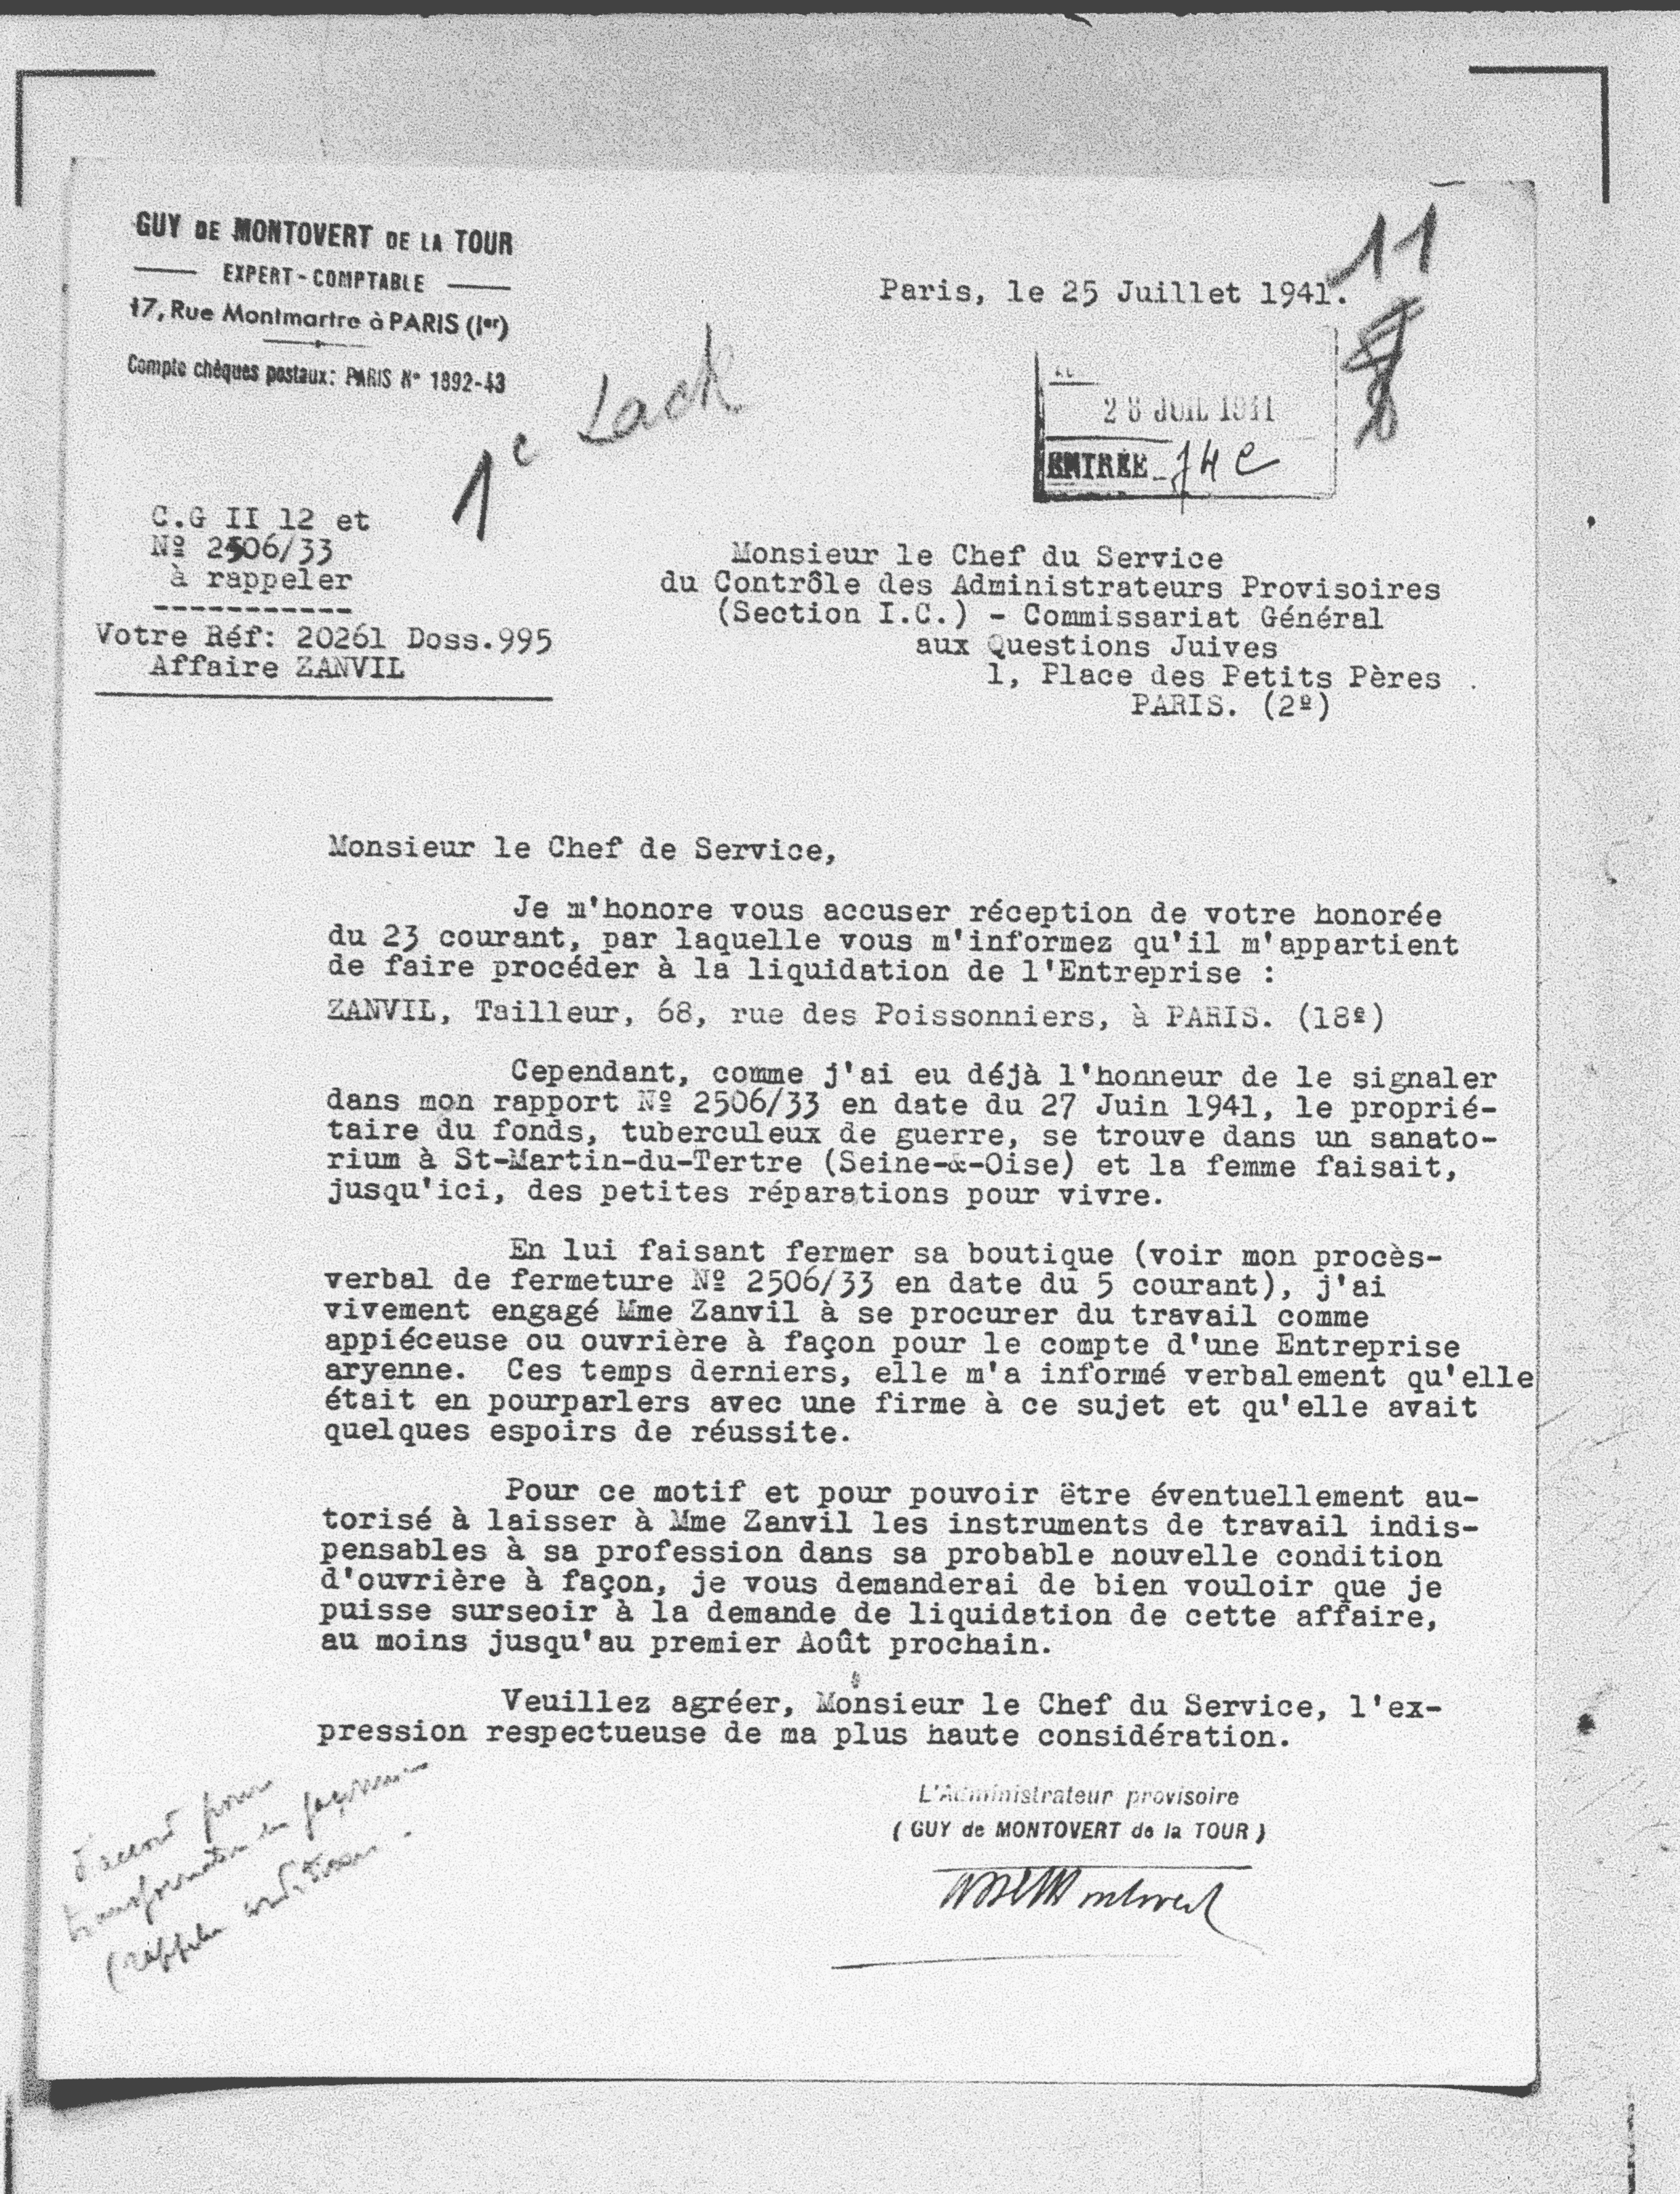 GUY DE MONTOVERT DE LA TOUR
EXPERT-COMPTABLE
17, Rue Montmartre à PARIS (Ier)
Compte chèques postaux: PARIS N° 1892-43
11
Paris, le 25 Juillet 1941.
28 JUIL 1941
ENTRÉE
1e Lack
C.G II 12 et
Nº 2506/33
à rappeler
-----------
Votre Réf: 20261 Doss.995
Affaire ZANVIL
Monsieur le Chef du Service
du Contrôle des Administrateurs Provisoires
(Section I.C.) - Commissariat Général
aux Questions Juives
1, Place des Petits Pères
PARIS. (2º)
Monsieur le Chef de Service,
Je m'honore vous accuser réception de votre honorée
du 23 courant, par laquelle vous m'informez qu'il m'appartient
de faire procéder à la liquidation de l'Entreprise :
ZANVIL, Tailleur, 68, rue des Poissonniers, à PARIS. (18º)
Cependant, comme j'ai eu déjà l'honneur de le signaler
dans mon rapport Nº 2506/33 en date du 27 Juin 1941, le proprié-
taire du fonds, tuberculeux de guerre, se trouve dans un sanato-
rium à St-Martin-du-Tertre (Seine-&-Oise) et la femme faisait,
jusqu'ici, des petites réparations pour vivre.
En lui faisant fermer sa boutique (voir mon procès-
verbal de fermeture Nº 2506/33 en date du 5 courant), j'ai
vivement engagé Mme Zanvil à se procurer du travail comme
appiéceuse ou ouvrière à façon pour le compte d'une Entreprise
aryenne. Ces temps derniers, elle m'a informé verbalement qu'elle
était en pourparlers avec une firme à ce sujet et qu'elle avait
quelques espoirs de réussite.
Pour ce motif et pour pouvoir être éventuellement au-
torisé à laisser à Mme Zanvil les instruments de travail indis-
pensables à sa profession dans sa probable nouvelle condition
d'ouvrière à façon, je vous demanderai de bien vouloir que je
puisse surseoir à la demande de liquidation de cette affaire,
au moins jusqu'au premier Août prochain.
Veuillez agréer, Monsieur le Chef du Service, l'ex-
pression respectueuse de ma plus haute considération.
L'Administrateur provisoire
( GUY de MONTOVERT de la TOUR )
d'accord pour
transformation en façonnier
(rappeler conditions.